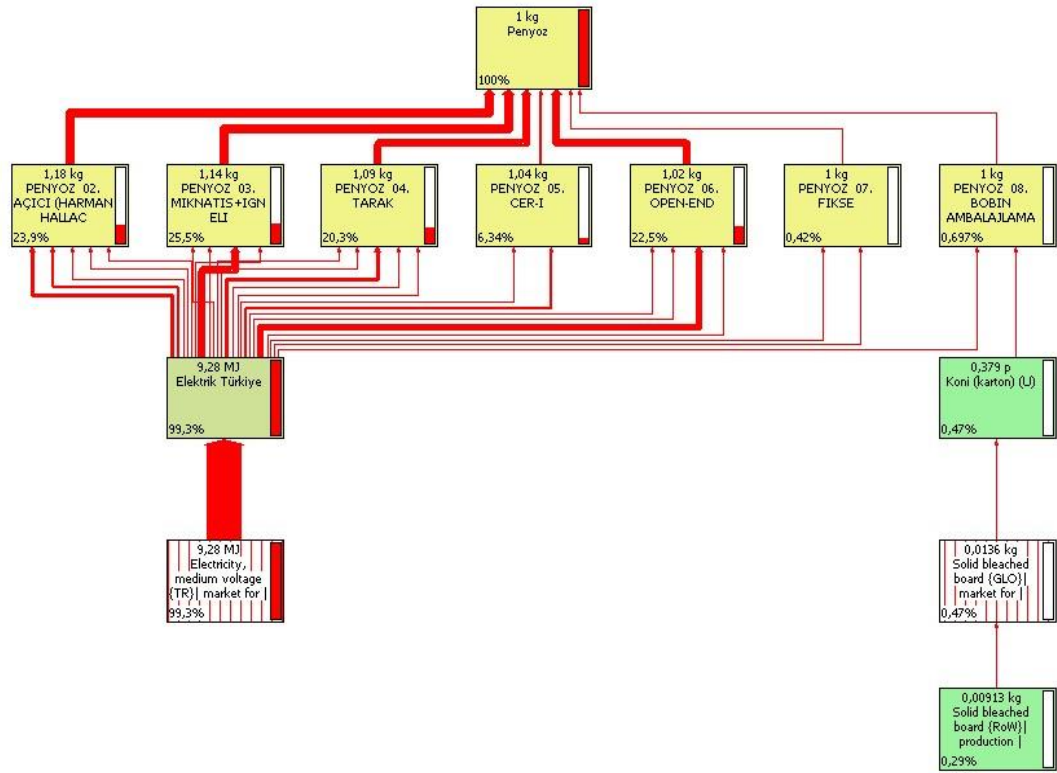 1 kg
Penyoz
100%
1,18 kg
PENYOZ 02.
AÇICI (HARMAN
HALLAC
23,9%
1,14 kg
PENYOZ 03.
MIKNATIS+IGN
ELI
25,5%
1,09 kg
PENYOZ 04.
TARAK
20,3%
1,04 kg
PENYOZ 05.
CER-I
6,34%
1,02 kg
PENYOZ 06.
OPEN-END
22,5%
1 kg
PENYOZ 07.
FIKSE
0,42%
1 kg
PENYOZ 08.
BOBIN
AMBALAJLAMA
0,697%
9,28 MJ
Elektrik Türkiye
99,3%
0,379 p
Koni (karton) (U)
0,47%
9,28 MJ
Electricity,
medium voltage
{TR}| market for |
99,3%
0,0136 kg
Solid bleached
board {GLO}|
market for |
0,47%
0,00913 kg
Solid bleached
board {RoW}|
production |
0,29%